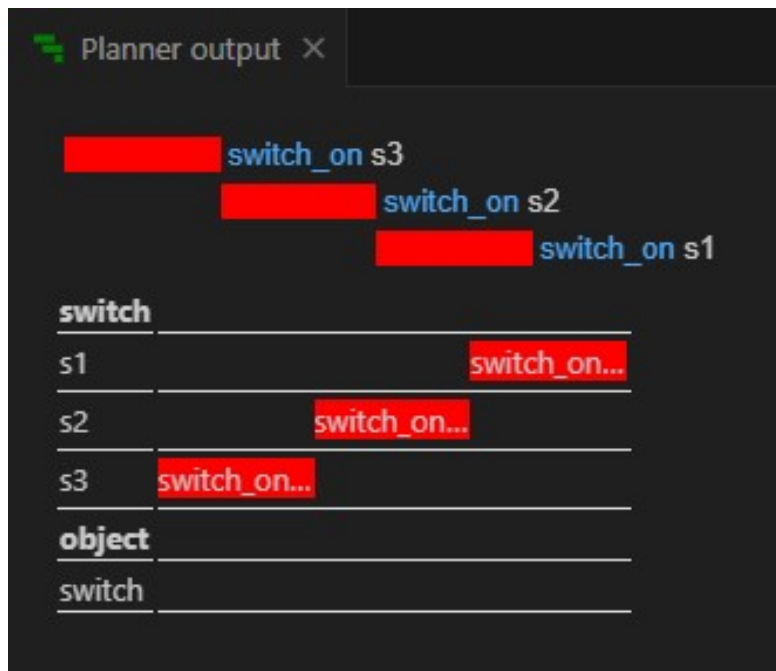 Planner output
switch_on s3
switch_on s2
switch_on s1
switch
s1 switch_on...
s2 switch_on...
s3 switch_on...
object
switch